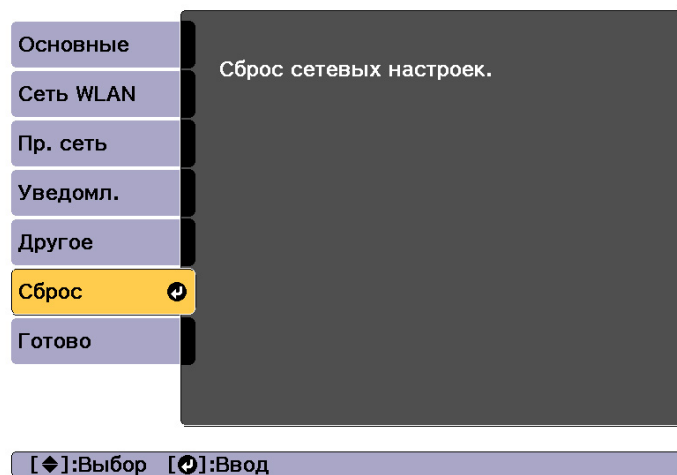 Основные
Сеть WLAN
Пр. сеть
Уведомл.
Другое
Сброс
Готово
Сброс сетевых настроек.
[◆]:Выбор [↵]:Ввод